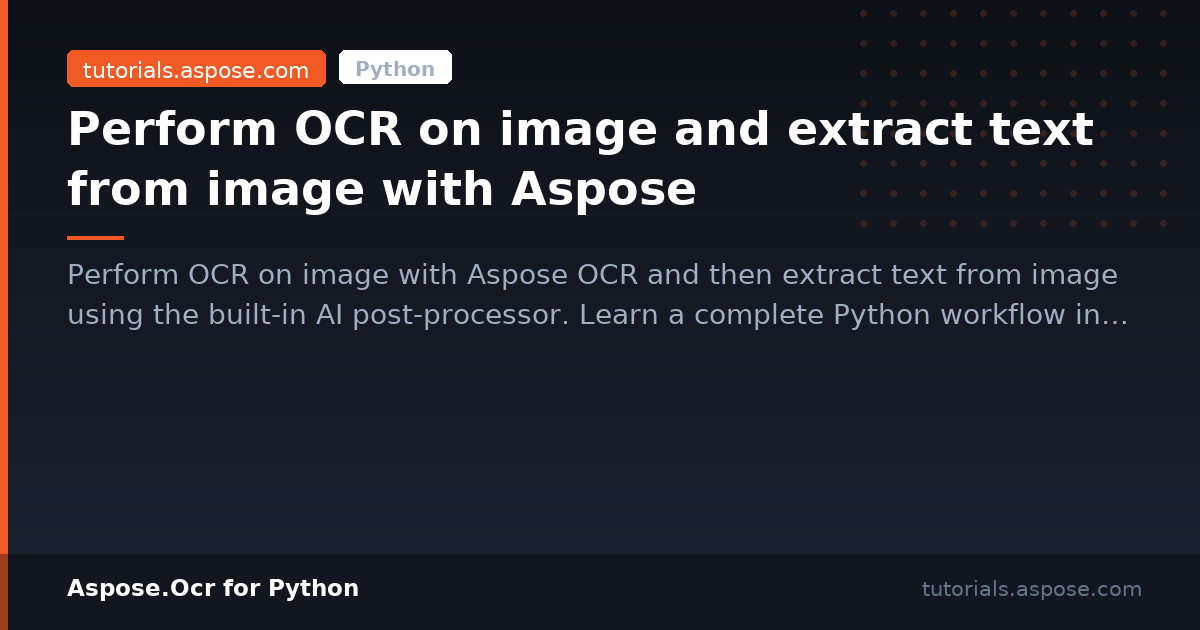 tutorials.aspose.com
Python
Perform OCR on image and extract text
from image with Aspose
Perform OCR on image with Aspose OCR and then extract text from image
using the built-in AI post-processor. Learn a complete Python workflow in…
Aspose.Ocr for Python
tutorials.aspose.com